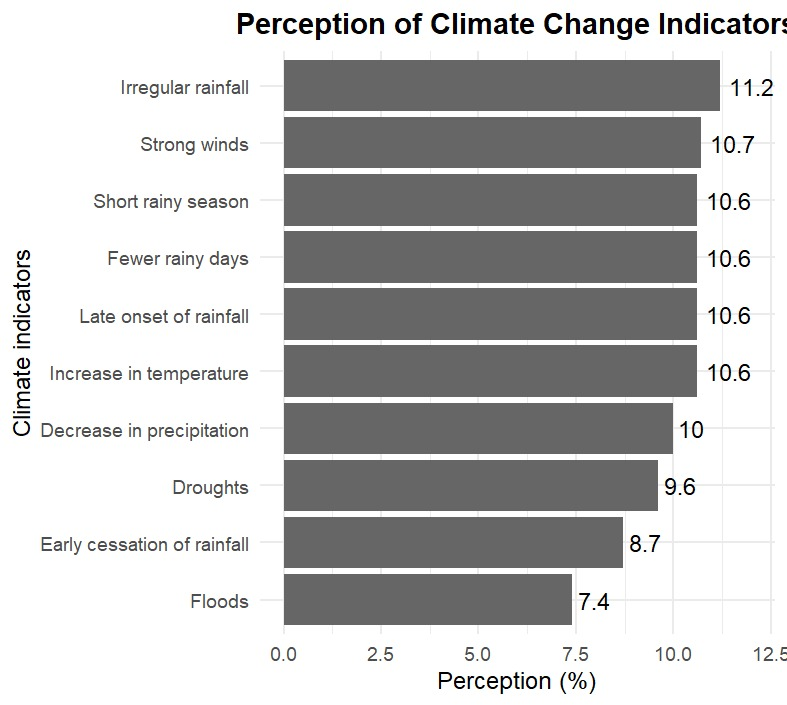 Perception of Climate Change Indicators
Irregular rainfall 11.2
Strong winds 10.7
Short rainy season 10.6
Fewer rainy days 10.6
Late onset of rainfall 10.6
Increase in temperature 10.6
Decrease in precipitation 10
Droughts 9.6
Early cessation of rainfall 8.7
Floods 7.4
Climate indicators
0.0 2.5 5.0 7.5 10.0 12.5
Perception (%)